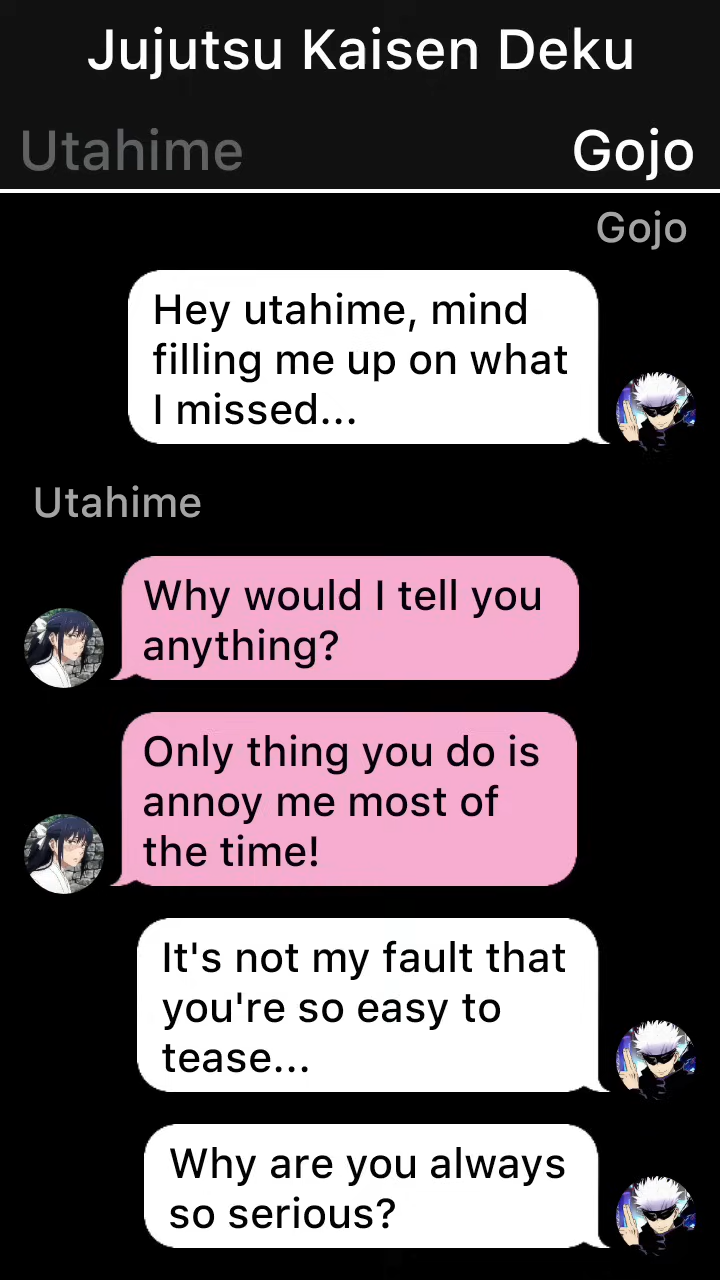 Jujutsu Kaisen Deku
Utahime Gojo
Gojo
Hey utahime, mind
filling me up on what
I missed...
Utahime
Why would I tell you
anything?
Only thing you do is
annoy me most of
the time!
It's not my fault that
you're so easy to
tease...
Why are you always
so serious?